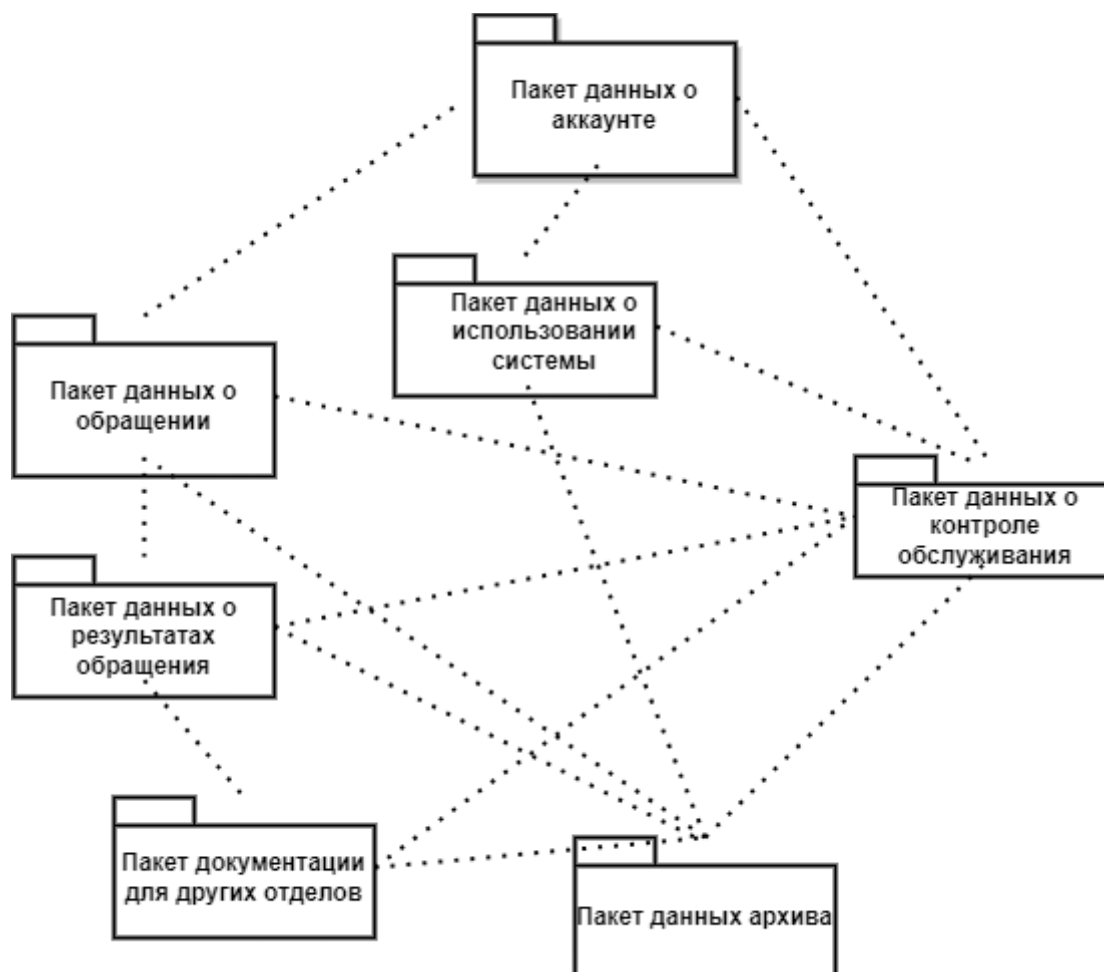 Пакет данных о
аккаунте
Пакет данных о
использовании
системы
Пакет данных о
обращении
Пакет данных о
контроле
обслуживания
Пакет данных о
результатах
обращения
Пакет документации
для других отделов
Пакет данных архива